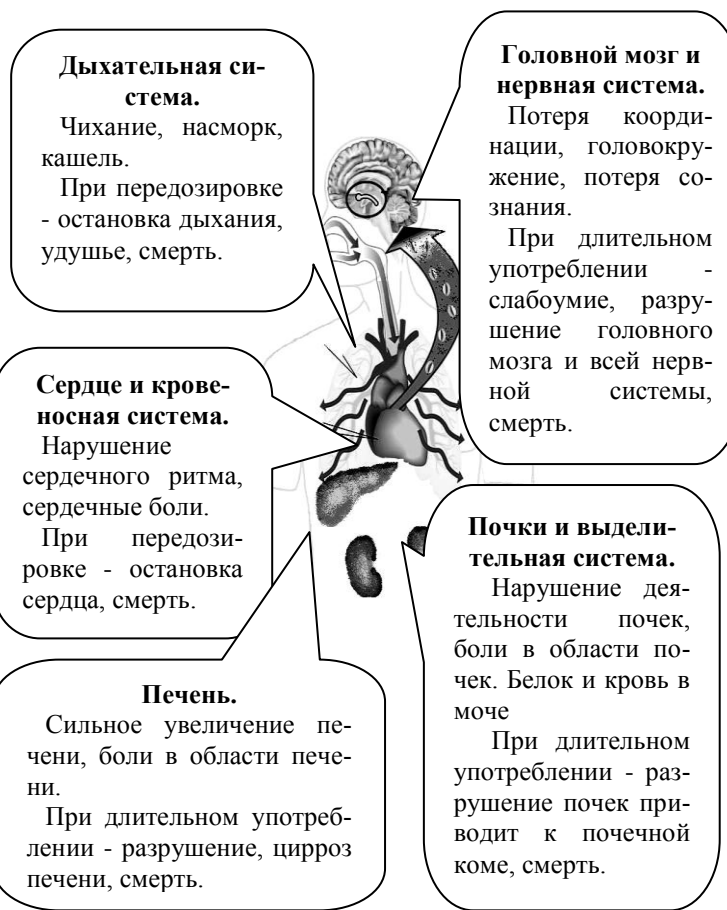 Дыхательная си-
стема.
Чихание, насморк,
кашель.
При передозировке
- остановка дыхания,
удушье, смерть.
Головной мозг и
нервная система.
Потеря коорди-
нации, головокру-
жение, потеря со-
знания.
При длительном
употреблении -
слабоумие, разру-
шение головного
мозга и всей нерв-
ной системы,
смерть.
Сердце и крове-
носная система.
Нарушение
сердечного ритма,
сердечные боли.
При передози-
ровке - остановка
сердца, смерть.
Почки и выдели-
тельная система.
Нарушение дея-
тельности почек,
боли в области по-
чек. Белок и кровь в
моче
При длительном
употреблении - раз-
рушение почек при-
водит к почечной
коме, смерть.
Печень.
Сильное увеличение пе-
чени, боли в области пече-
ни.
При длительном употреб-
лении - разрушение, цирроз
печени, смерть.